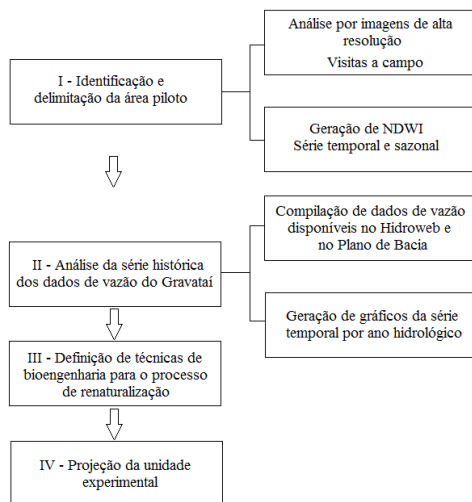 I - Identificação e
delimitação da área piloto
Análise por imagens de alta
resolução
Visitas a campo
Geração de NDWI
Série temporal e sazonal
II - Análise da série histórica
dos dados de vazão do Gravataí
Compilação de dados de vazão
disponíveis no Hidroweb e
no Plano de Bacia
Geração de gráficos da série
temporal por ano hidrológico
III - Definição de técnicas de
bioengenharia para o processo
de renaturalização
IV - Projeção da unidade
experimental